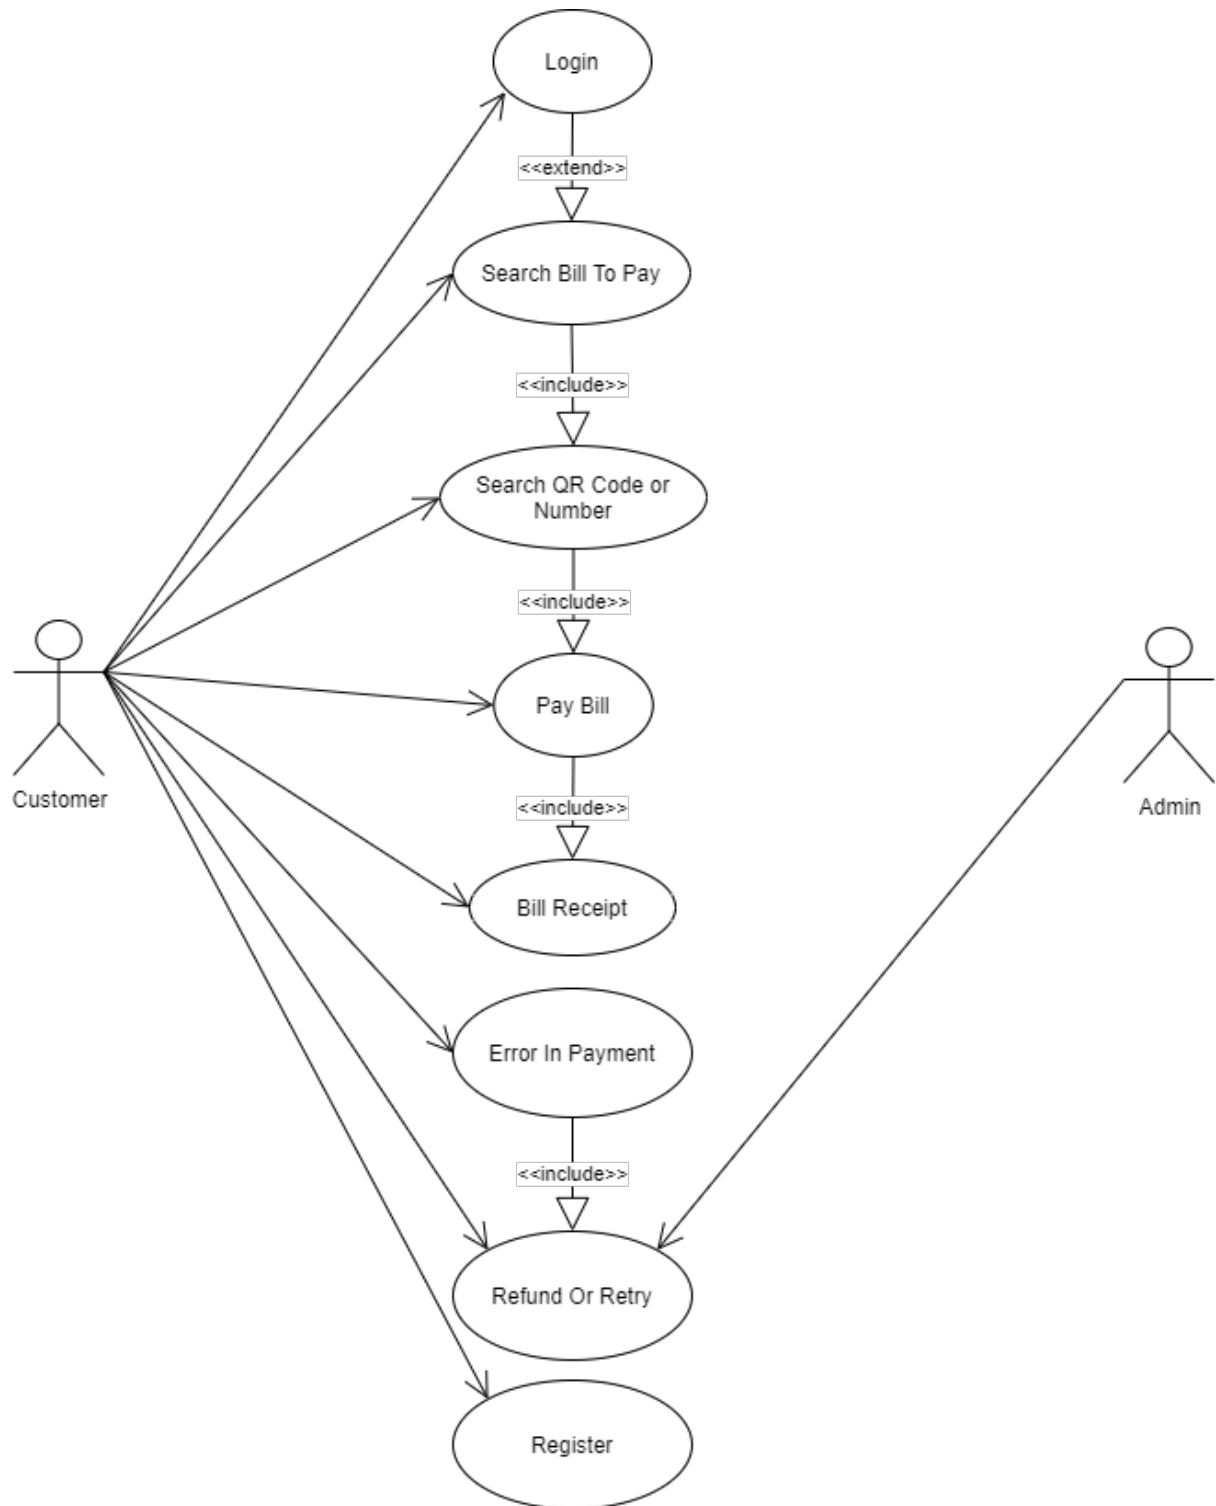 Login
<<extend>>
Search Bill To Pay
<<include>>
Search QR Code or
Number
<<include>>
Pay Bill
Customer
Admin
<<include>>
Bill Receipt
Error In Payment
<<include>>
Refund Or Retry
Register